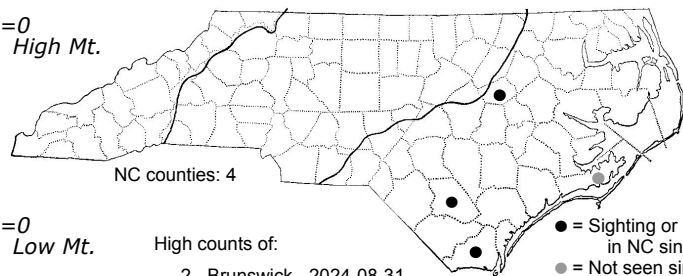 =0
High Mt.
NC counties: 4
=0
Low Mt.
High counts of:
2 - Brunswick - 2024-08-31
= Sighting or
in NC sin
= Not seen sin